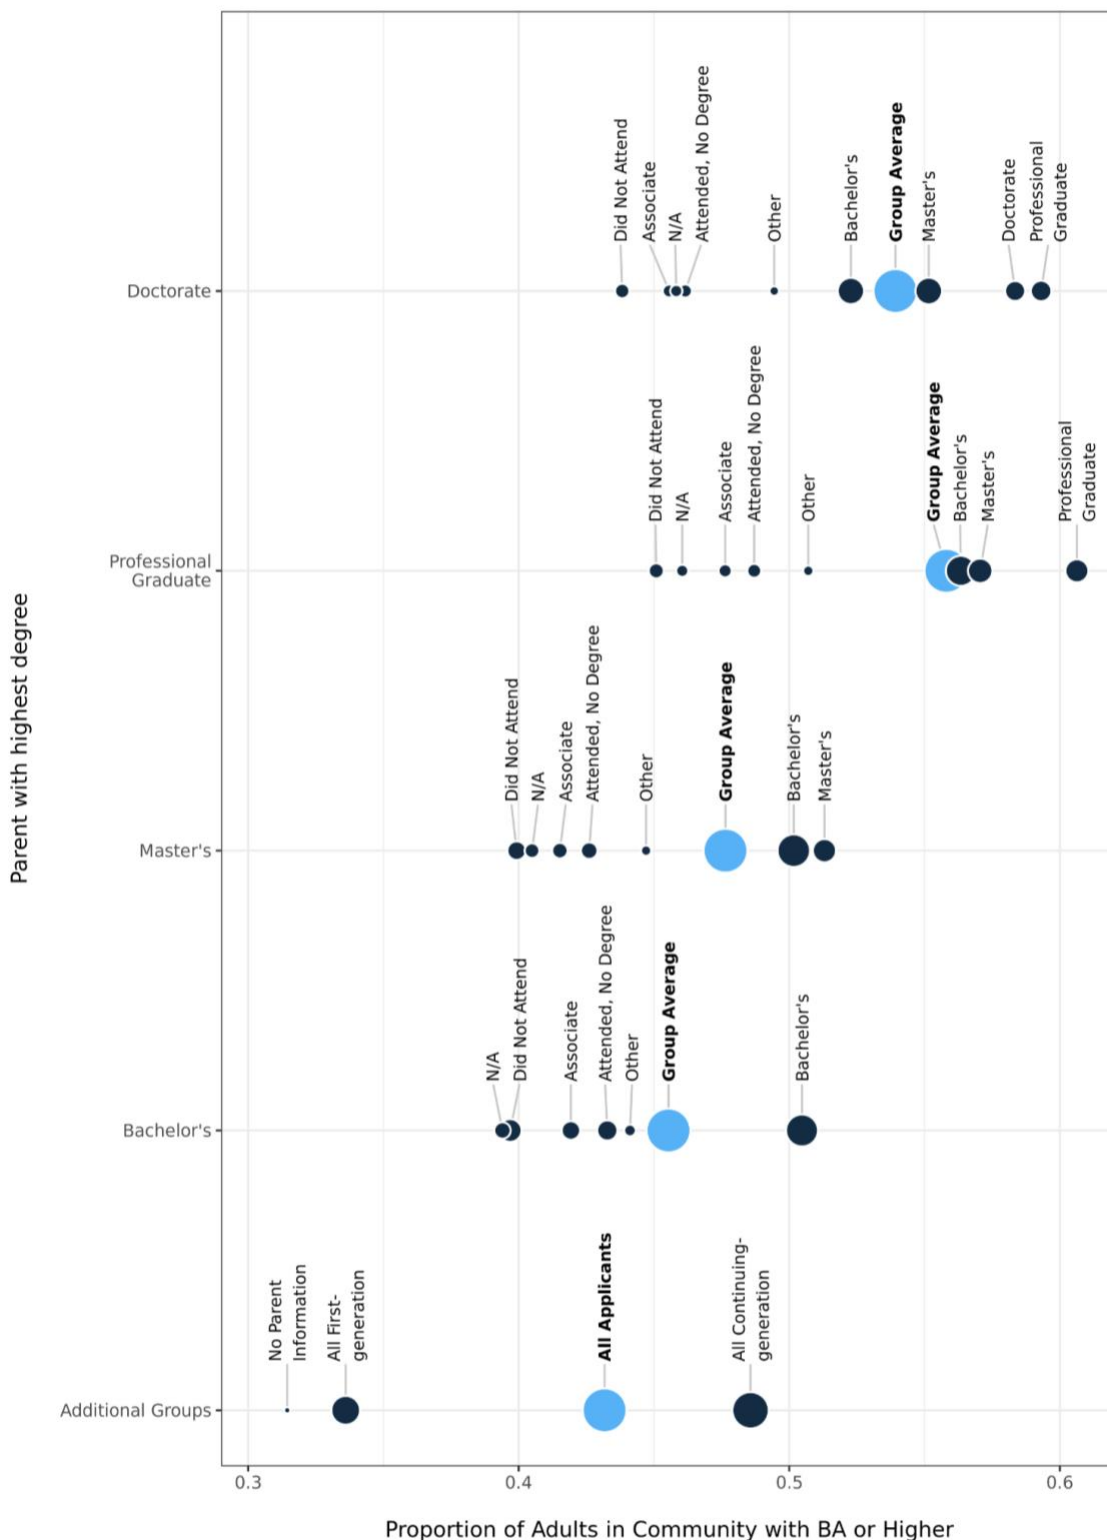 Did Not Attend
Associate
N/A
Attended, No Degree
Other
Bachelor's
Group Average
Master's
Doctorate
Professional
Graduate
Doctorate
Did Not Attend
N/A
Associate
Attended, No Degree
Other
Group Average
Bachelor's
Master's
Professional
Graduate
Professional
Graduate
Did Not Attend
N/A
Associate
Attended, No Degree
Other
Group Average
Bachelor's
Master's
Master's
N/A
Did Not Attend
Associate
Attended, No Degree
Other
Group Average
Bachelor's
Bachelor's
No Parent
Information
All First-
generation
All Applicants
All Continuing-
generation
Additional Groups
Parent with highest degree
0.3
0.4
0.5
0.6
Proportion of Adults in Community with BA or Higher